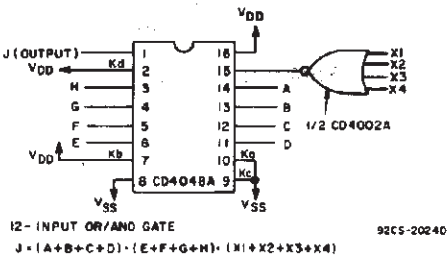 VDD
J (OUTPUT) 1 16
VDD Kd 2 15 X1
H 3 14 A X2
G 4 13 B X3
F 5 12 C X4
E 6 11 D 1/2 CD4002A
VDD Kb 7 10 Ka
8 CD4048A 9 Kc
VSS VSS
12-INPUT OR/AND GATE 92CS-20240
J=(A+B+C+D)·(E+F+G+H)·(X1+X2+X3+X4)